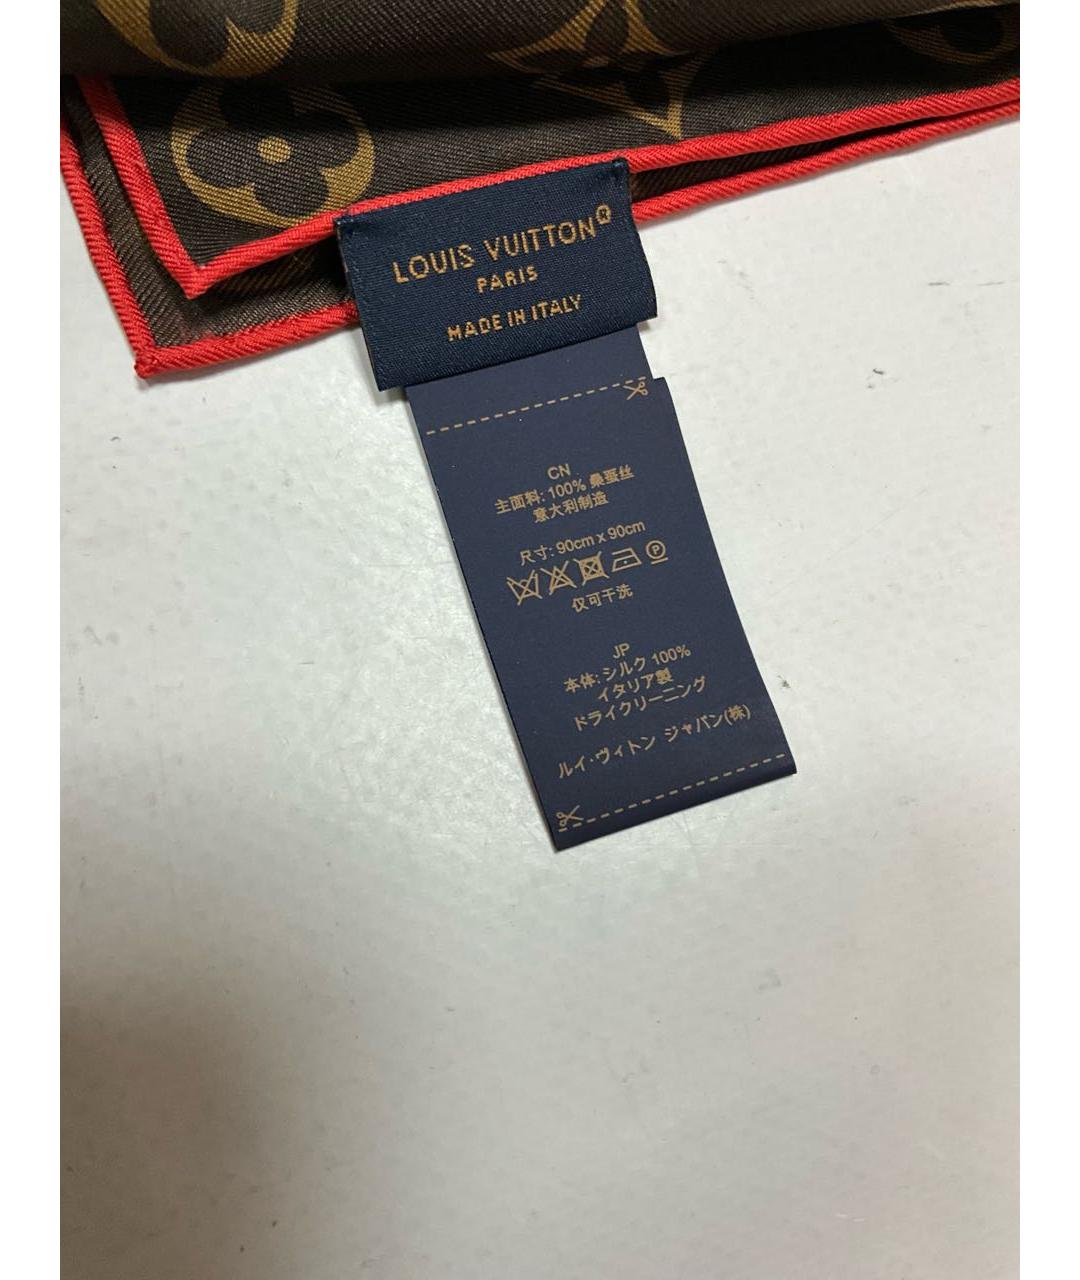 LOUIS VUITTON®
PARIS
MADE IN ITALY
CN
主面料: 100% 桑蚕丝
意大利制造
尺寸: 90cm x 90cm
P
仅可干洗
JP
本体: シルク 100%
イタリア製
ドライクリーニング
ルイ·ヴィトン ジャパン(株)